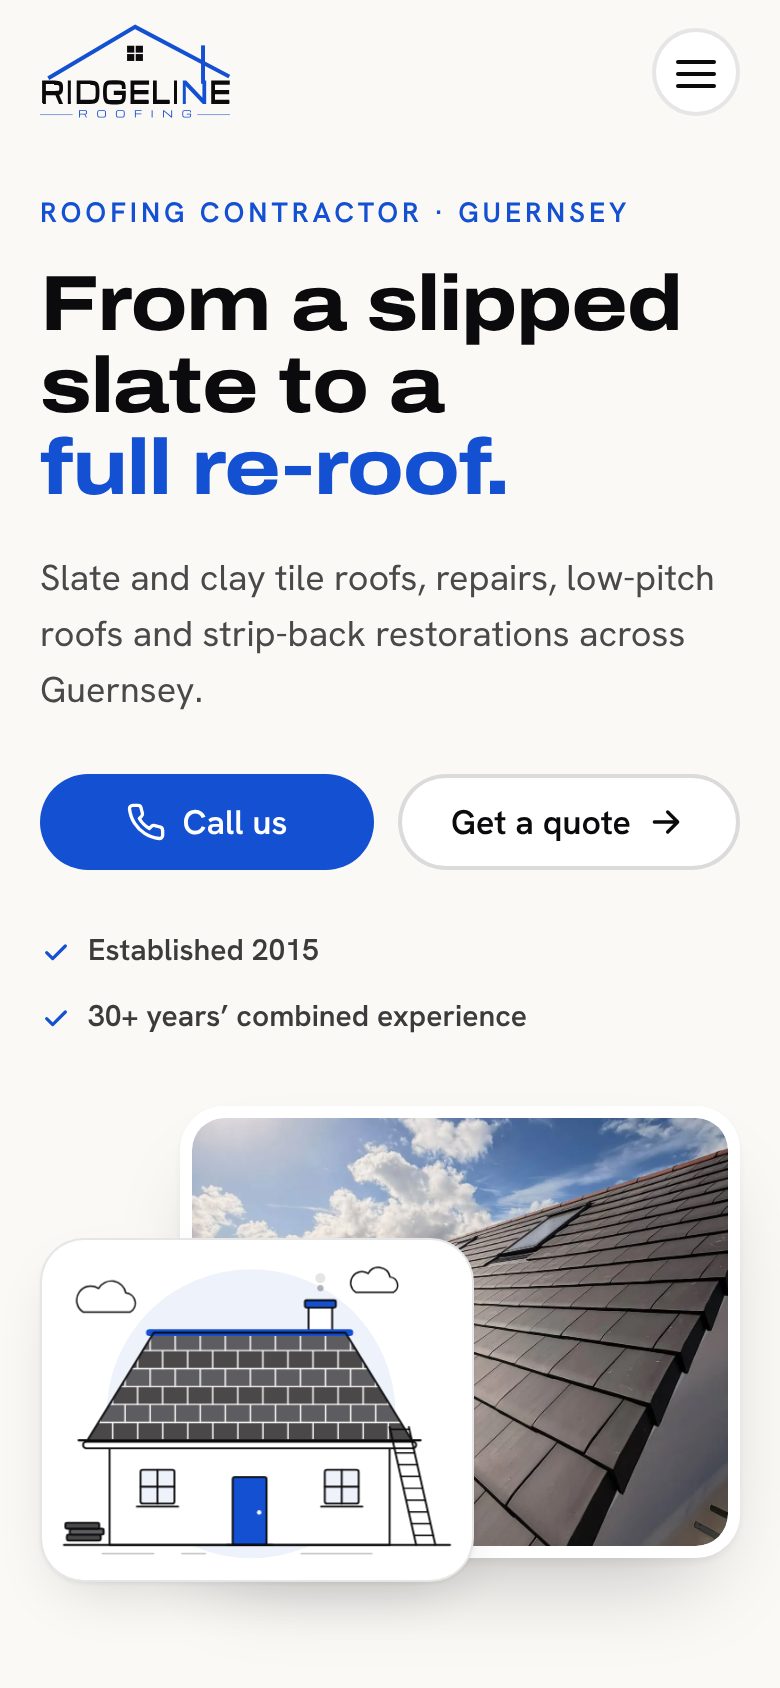 RIDGELINE
ROOFING
ROOFING CONTRACTOR · GUERNSEY
From a slipped
slate to a
full re-roof.
Slate and clay tile roofs, repairs, low-pitch
roofs and strip-back restorations across
Guernsey.
Call us
Get a quote →
Established 2015
30+ years’ combined experience